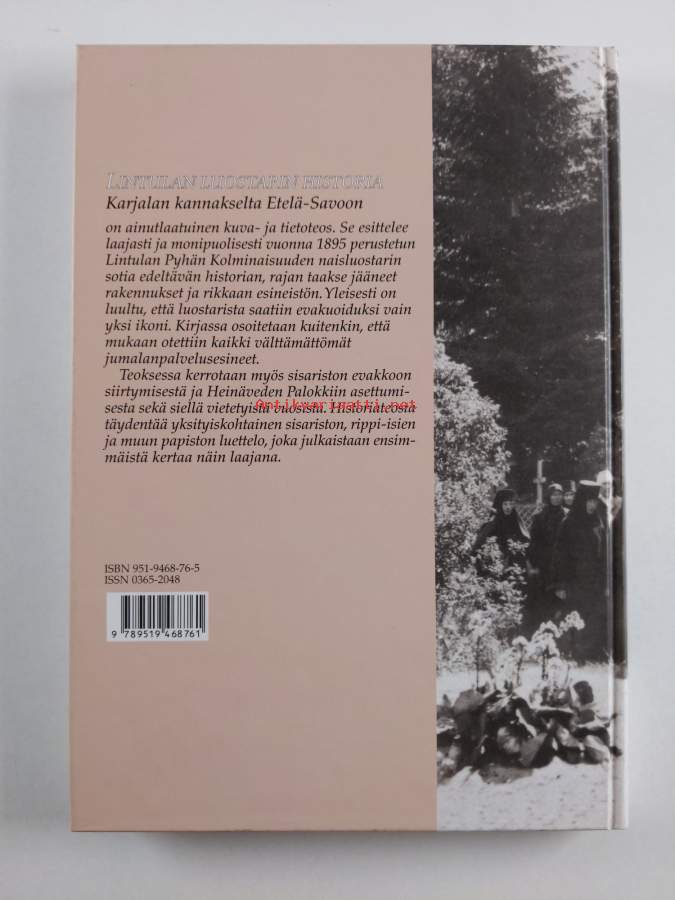 LINTULAN LUOSTARIN HISTORIA
Karjalan kannakselta Etelä-Savoon
on ainutlaatuinen kuva- ja tietoteos. Se esittelee
laajasti ja monipuolisesti vuonna 1895 perustetun
Lintulan Pyhän Kolminaisuuden naisluostarin
sotia edeltävän historian, rajan taakse jääneet
rakennukset ja rikkaan esineistön. Yleisesti on
luultu, että luostarista saatiin evakuoiduksi vain
yksi ikoni. Kirjassa osoitetaan kuitenkin, että
mukaan otettiin kaikki välttämättömät
jumalanpalvelusesineet.
Teoksessa kerrotaan myös sisariston evakkoon
siirtymisestä ja Heinäveden Palokkiin asettumi-
sesta sekä siellä vietetyistä vuosista. Historiateosta
Antikvariaatti.net
täydentää yksityiskohtainen sisariston, rippi-isien
ja muun papiston luettelo, joka julkaistaan ensim-
mäistä kertaa näin laajana.
ISBN 951-9468-76-5
ISSN 0365-2048
9 789519 468761